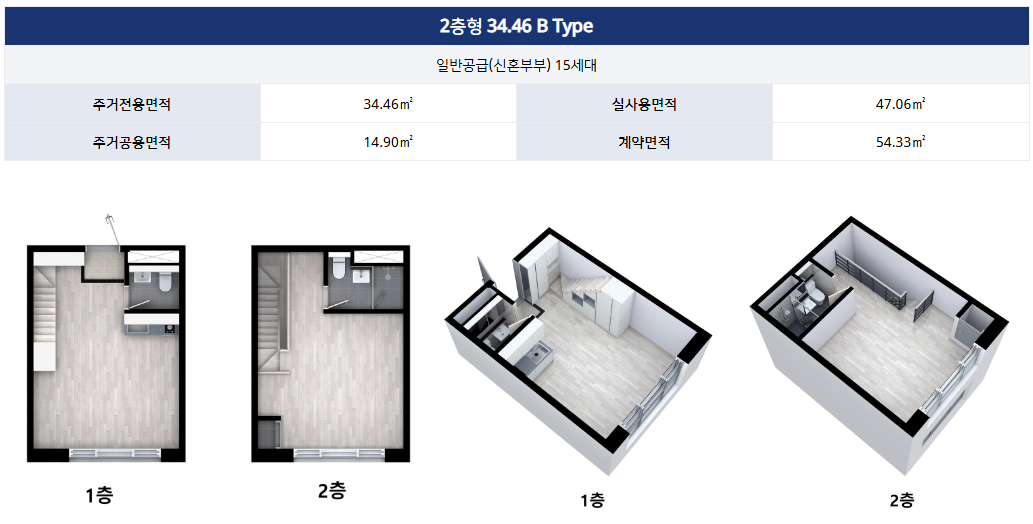 2층형 34.46 B Type
일반공급(신혼부부) 15세대
주거전용면적 34.46㎡ 실사용면적 47.06㎡
주거공용면적 14.90㎡ 계약면적 54.33㎡
1층 2층 1층 2층